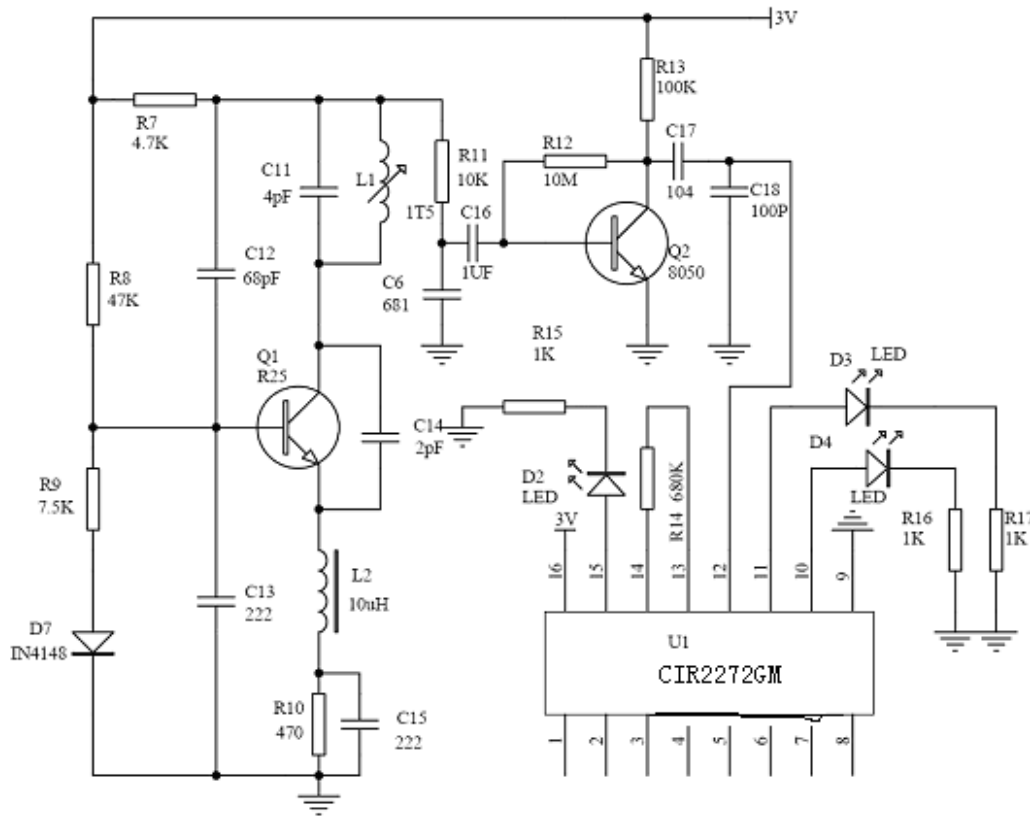 3V
R13
100K
R7
4.7K
C17
R12
R11
C11
L1
10K
10M
104
C18
4pF
100P
1T5
C16
Q2
8050
C12
68pF
1UF
R8
47K
C6
681
R15
1K
Q1
R25
D3
LED
C14
2pF
D4
R9
7.5K
D2
LED
R14 680K
LED
3V
R16
1K
R17
1K
16
15
14
13
12
11
10
9
L2
10uH
C13
222
D7
IN4148
U1
CIR2272GM
R10
470
C15
222
1
2
3
4
5
6
7
8